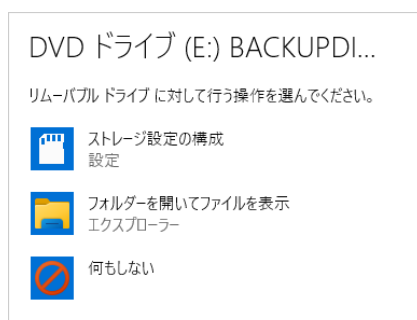 DVD ドライブ (E:) BACKUPDI...
リムーバブル ドライブ に対して行う操作を選んでください。
ストレージ設定の構成
設定
フォルダーを開いてファイルを表示
エクスプローラー
何もしない